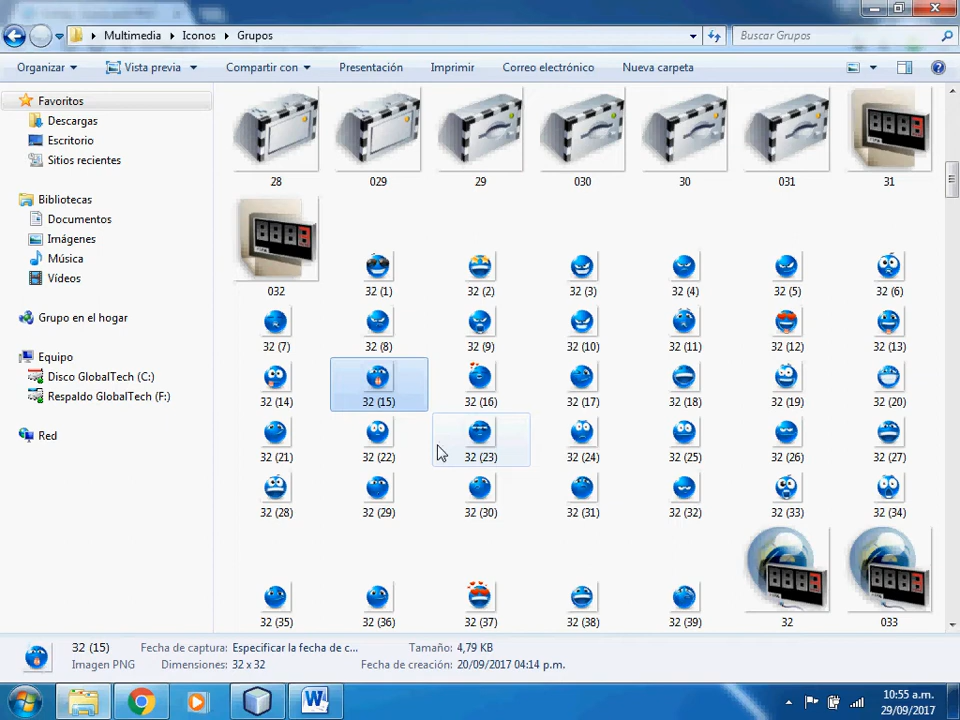 Multimedia Iconos Grupos
Buscar Grupos
Organizar Vista previa Compartir con Presentación Imprimir Correo electrónico Nueva carpeta
Favoritos
Descargas
Escritorio
Sitios recientes
Bibliotecas
Documentos
Imágenes
Música
Vídeos
Grupo en el hogar
Equipo
Disco GlobalTech (C:)
Respaldo GlobalTech (F:)
Red
28 029 29 030 30 031 31
032 32 (1) 32 (2) 32 (3) 32 (4) 32 (5) 32 (6)
32 (7) 32 (8) 32 (9) 32 (10) 32 (11) 32 (12) 32 (13)
32 (14) 32 (15) 32 (16) 32 (17) 32 (18) 32 (19) 32 (20)
32 (21) 32 (22) 32 (23) 32 (24) 32 (25) 32 (26) 32 (27)
32 (28) 32 (29) 32 (30) 32 (31) 32 (32) 32 (33) 32 (34)
32 (35) 32 (36) 32 (37) 32 (38) 32 (39) 32 033
32 (15) Fecha de captura: Especificar la fecha de c... Tamaño: 4,79 KB
Imagen PNG Dimensiones: 32 x 32 Fecha de creación: 20/09/2017 04:14 p.m.
10:55 a.m.
29/09/2017